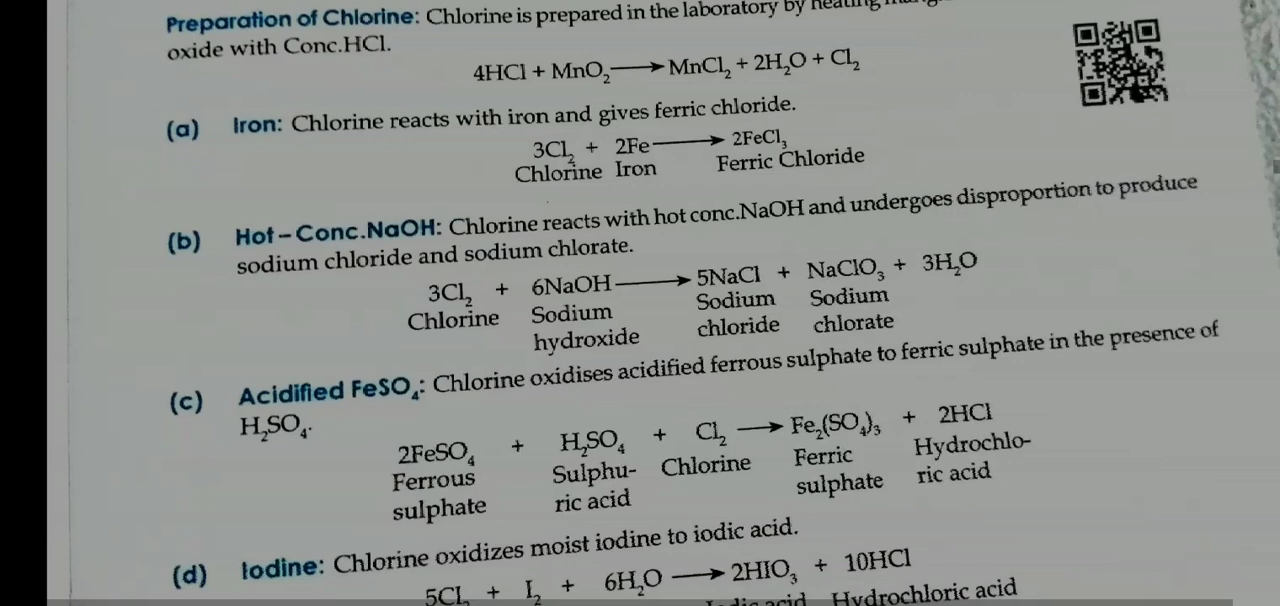 Preparation of Chlorine: Chlorine is prepared in the laboratory by heating
oxide with Conc.HCl.
4HCl + MnO₂ ⟶ MnCl₂ + 2H₂O + Cl₂
(a) Iron: Chlorine reacts with iron and gives ferric chloride.
3Cl₂ + 2Fe ⟶ 2FeCl₃
Chlorine Iron Ferric Chloride
(b) Hot – Conc.NaOH: Chlorine reacts with hot conc.NaOH and undergoes disproportion to produce
sodium chloride and sodium chlorate.
3Cl₂ + 6NaOH ⟶ 5NaCl + NaClO₃ + 3H₂O
Chlorine Sodium Sodium Sodium
hydroxide chloride chlorate
(c) Acidified FeSO₄: Chlorine oxidises acidified ferrous sulphate to ferric sulphate in the presence of
H₂SO₄.
2FeSO₄ + H₂SO₄ + Cl₂ ⟶ Fe₂(SO₄)₃ + 2HCl
Ferrous Sulphu- Chlorine Ferric Hydrochlo-
sulphate ric acid sulphate ric acid
(d) Iodine: Chlorine oxidizes moist iodine to iodic acid.
5Cl₂ + I₂ + 6H₂O ⟶ 2HIO₃ + 10HCl
acid Hydrochloric acid